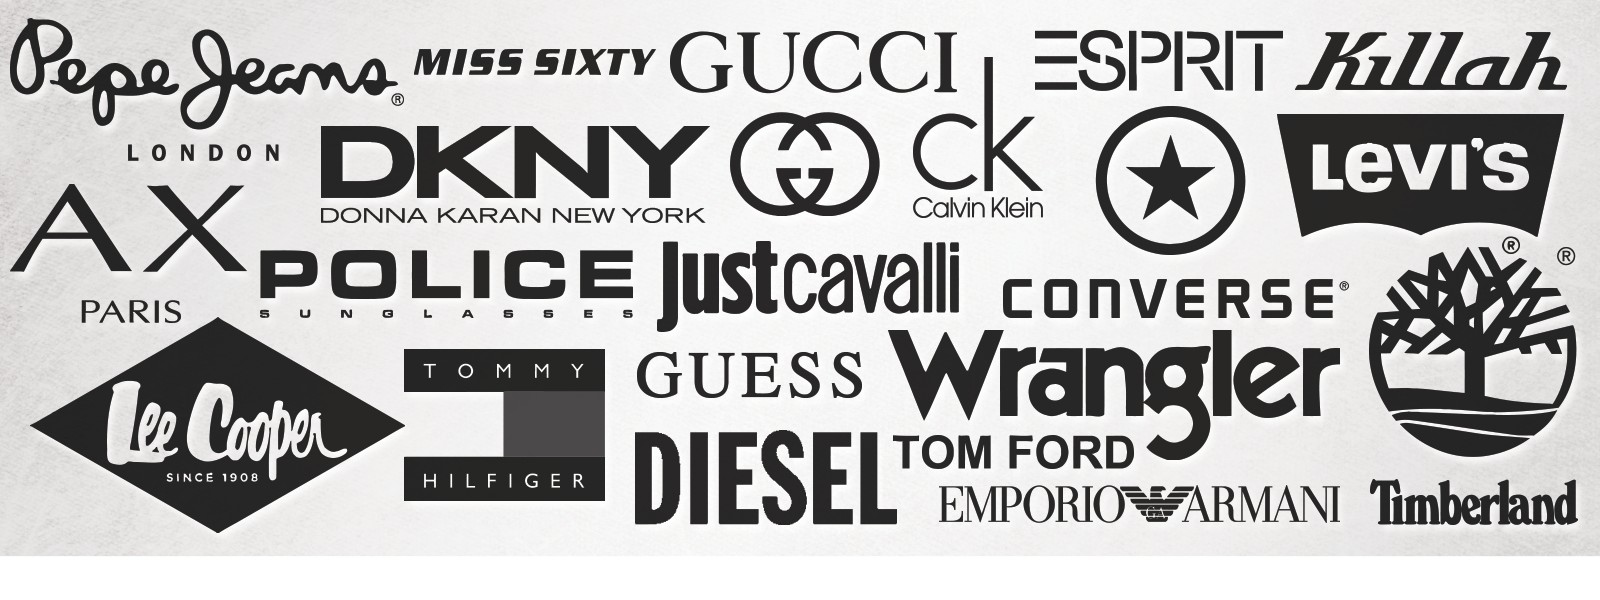 Pepe Jeans®
LONDON
MISS SIXTY
GUCCI
ESPRIT
Killah
DKNY
DONNA KARAN NEW YORK
ck
Calvin Klein
LEVI'S
®
AX
PARIS
POLICE
SUNGLASSES
Just cavalli
CONVERSE®
®
Lee Cooper
SINCE 1908
TOMMY
HILFIGER
GUESS
Wrangler
DIESEL
TOM FORD
EMPORIO ARMANI
Timberland